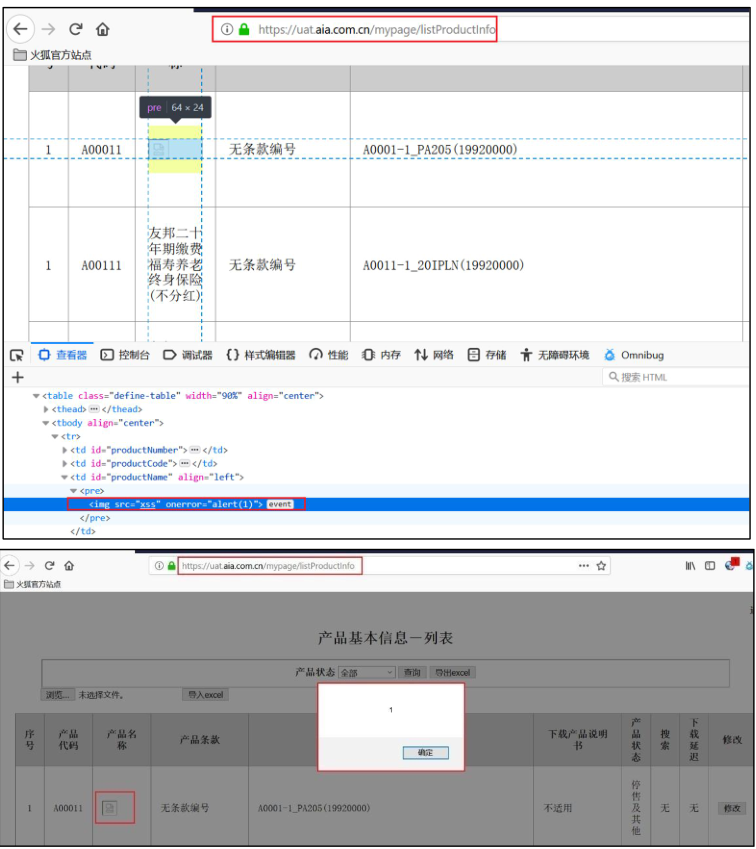 https://uat.aia.com.cn/mypage/listProductInfo
火狐官方站点
pre 64 × 24
1 A00011 无条款编号 A0001-1_PA205(19920000)
友邦二十
年期缴费
1 A00111 福寿养老 无条款编号 A0011-1_20IPLN(19920000)
终身保险
(不分红)
查看器 控制台 调试器 {} 样式编辑器 性能 内存 网络 存储 无障碍环境 Omnibug
+ 搜索 HTML
<table class="define-table" width="90%" align="center">
<thead> ••• </thead>
<tbody align="center">
<tr>
<td id="productNumber"> ••• </td>
<td id="productCode"> ••• </td>
<td id="productName" align="left">
<pre>
<img src="xss" onerror="alert(1)"> event
</pre>
</td>
https://uat.aia.com.cn/mypage/listProductInfo
火狐官方站点
产品基本信息－列表
产品状态 全部 查询 导出excel
浏览... 未选择文件。 导入excel
1
确定
序号 产品代码 产品名称 产品条款 下载产品说明书 产品状态 搜索 下载延迟 修改
1 A00011 无条款编号 A0001-1_PA205(19920000) 不适用 停售及其他 无 无 修改